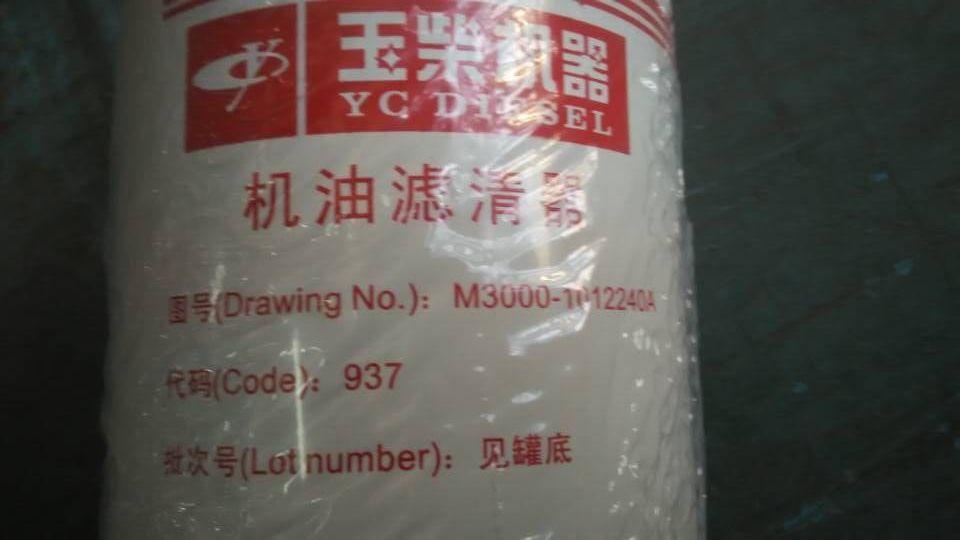 玉柴机器
YC DIESEL
机油滤清器
图号(Drawing No.)：M3000-1012240A
代码(Code)：937
批次号(Lot number)：见罐底